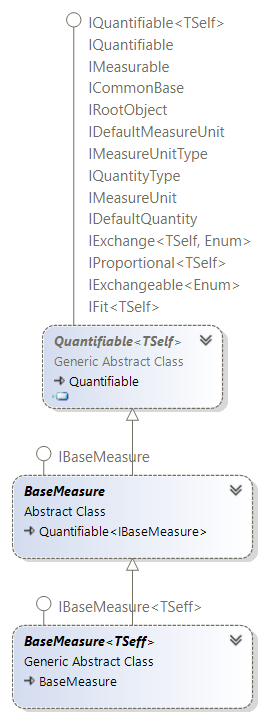 IQuantifiable<TSelf>
IQuantifiable
IMeasurable
ICommonBase
IRootObject
IDefaultMeasureUnit
IMeasureUnitType
IQuantityType
IMeasureUnit
IDefaultQuantity
IExchange<TSelf, Enum>
IProportional<TSelf>
IExchangeable<Enum>
IFit<TSelf>
Quantifiable<TSelf>
Generic Abstract Class
Quantifiable
IBaseMeasure
BaseMeasure
Abstract Class
Quantifiable<IBaseMeasure>
IBaseMeasure<TSeff>
BaseMeasure<TSeff>
Generic Abstract Class
BaseMeasure